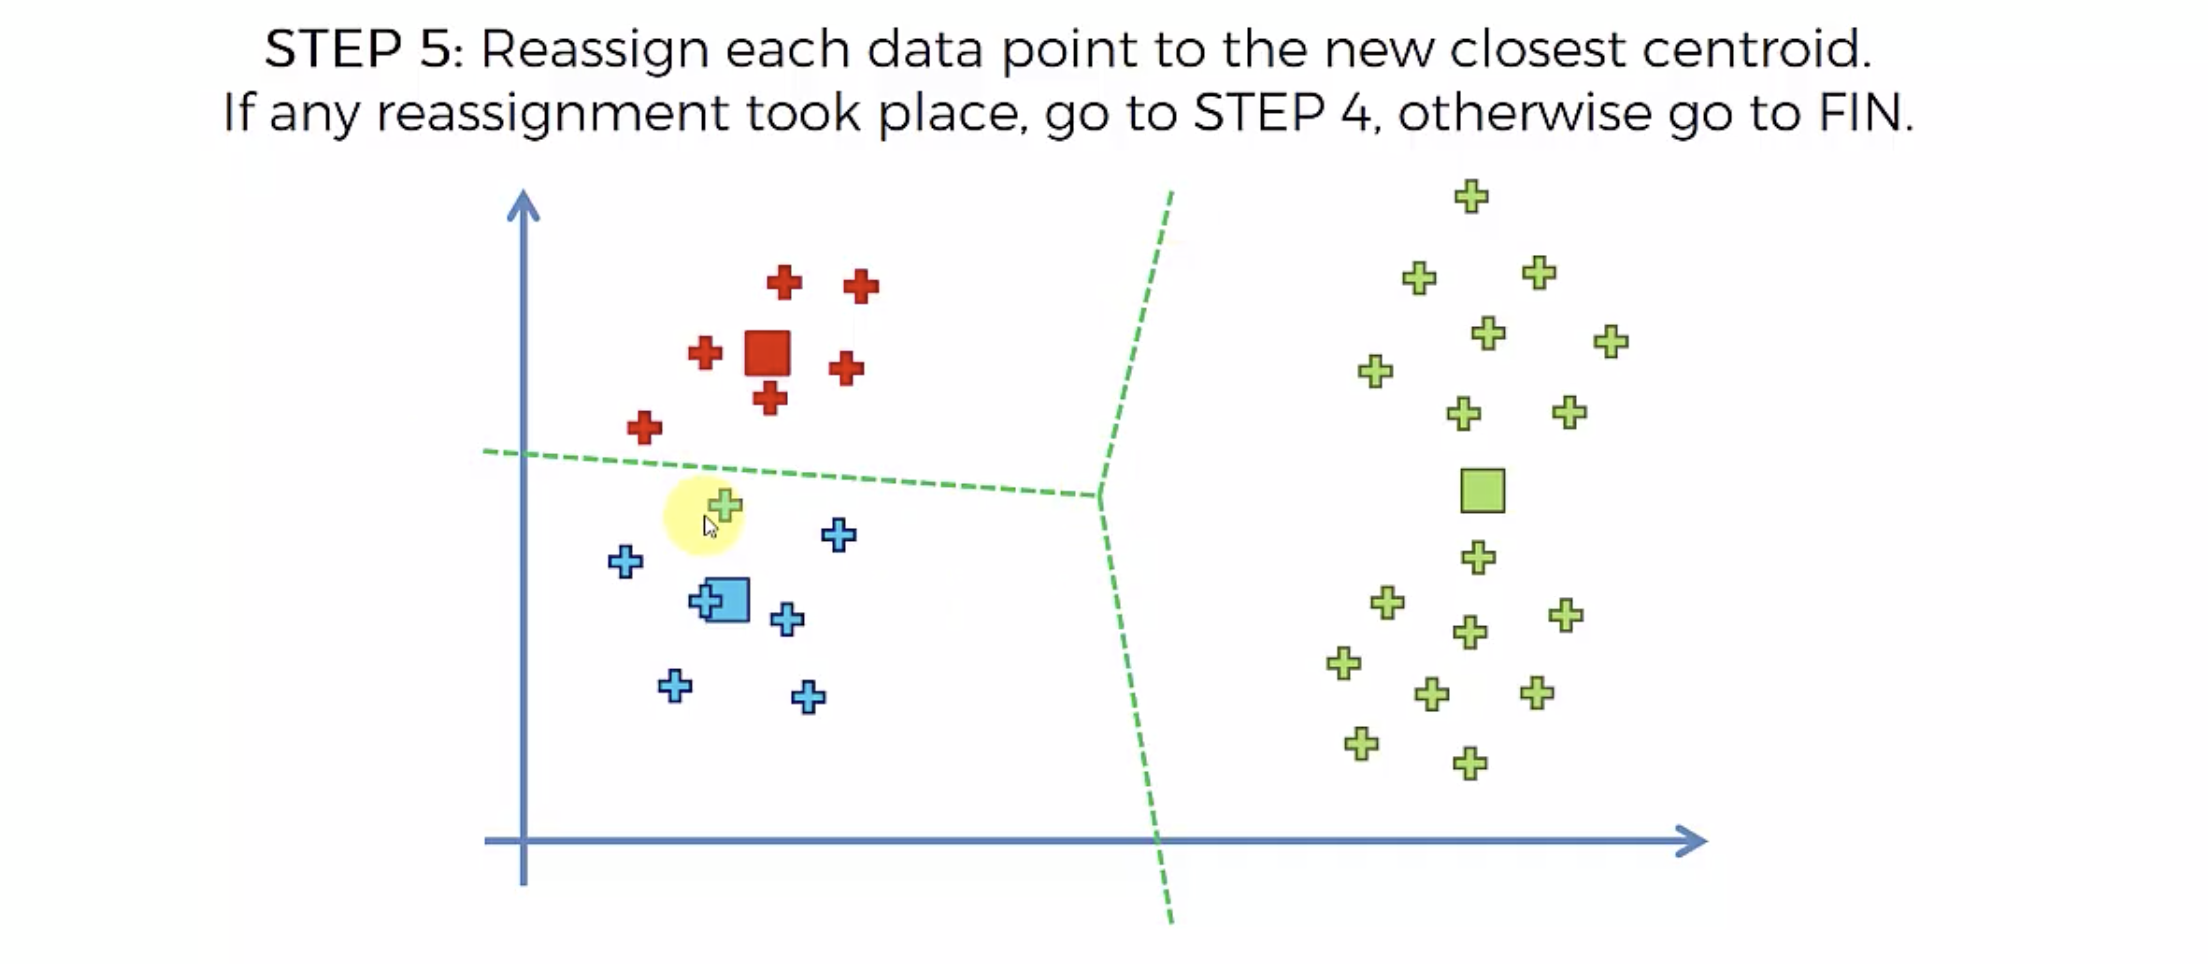 STEP 5: Reassign each data point to the new closest centroid.
If any reassignment took place, go to STEP 4, otherwise go to FIN.